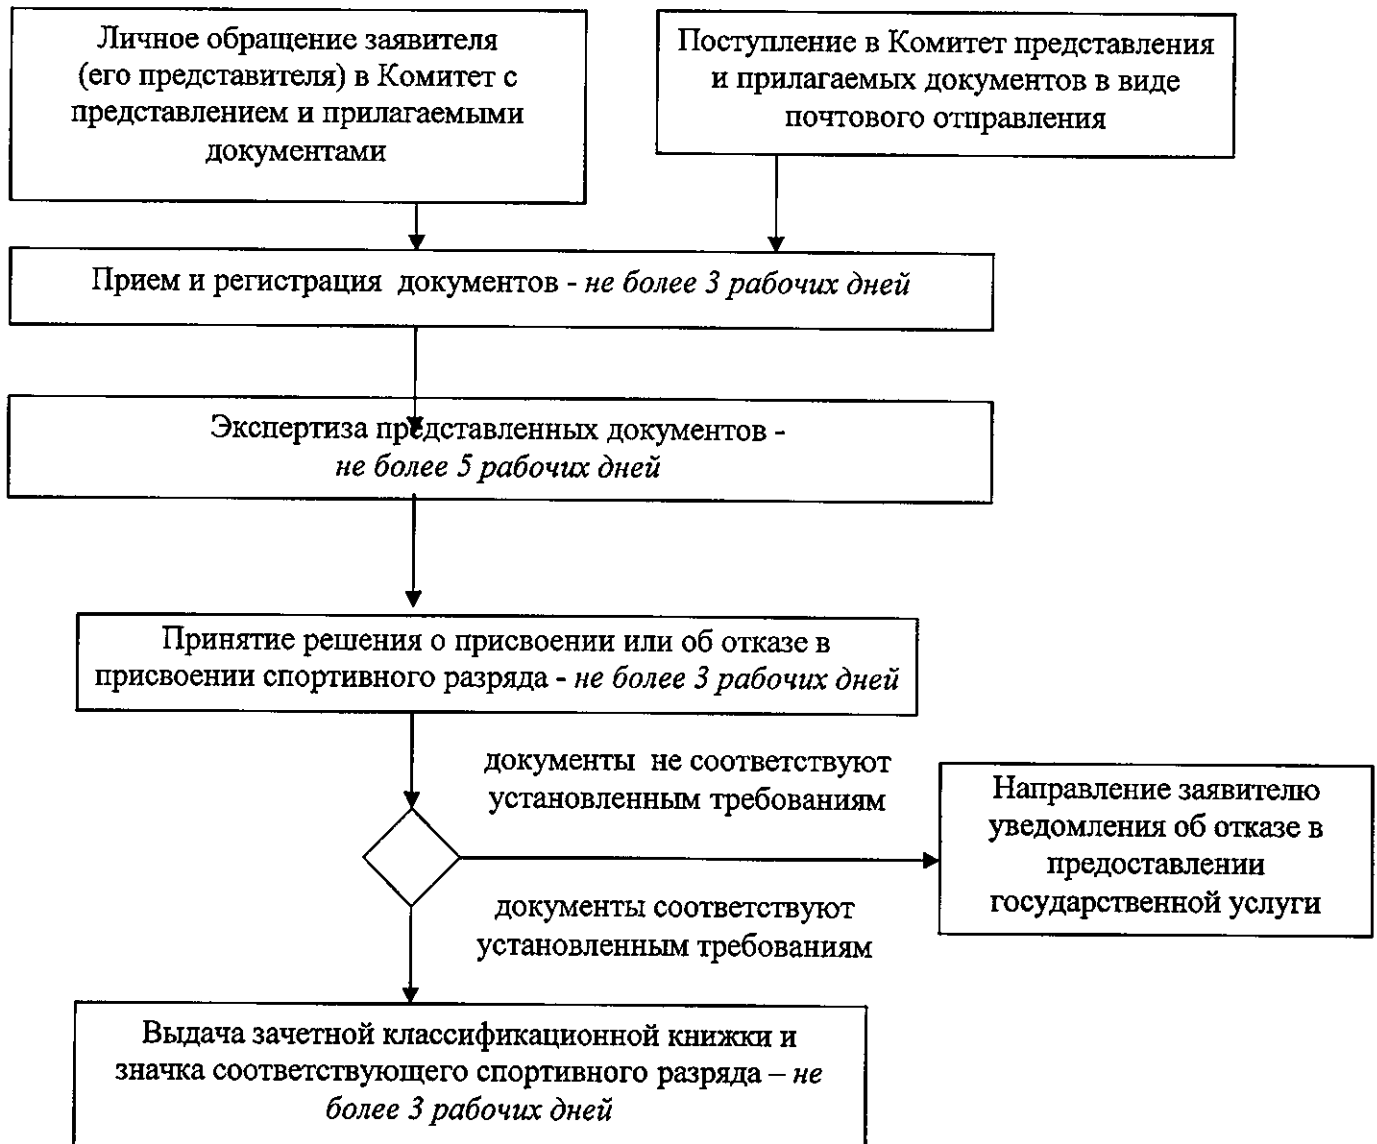 Личное обращение заявителя
(его представителя) в Комитет с
представлением и прилагаемыми
документами
Поступление в Комитет представления
и прилагаемых документов в виде
почтового отправления
Прием и регистрация документов - не более 3 рабочих дней
Экспертиза представленных документов -
не более 5 рабочих дней
Принятие решения о присвоении или об отказе в
присвоении спортивного разряда - не более 3 рабочих дней
документы не соответствуют
установленным требованиям
Направление заявителю
уведомления об отказе в
предоставлении
государственной услуги
документы соответствуют
установленным требованиям
Выдача зачетной классификационной книжки и
значка соответствующего спортивного разряда – не
более 3 рабочих дней